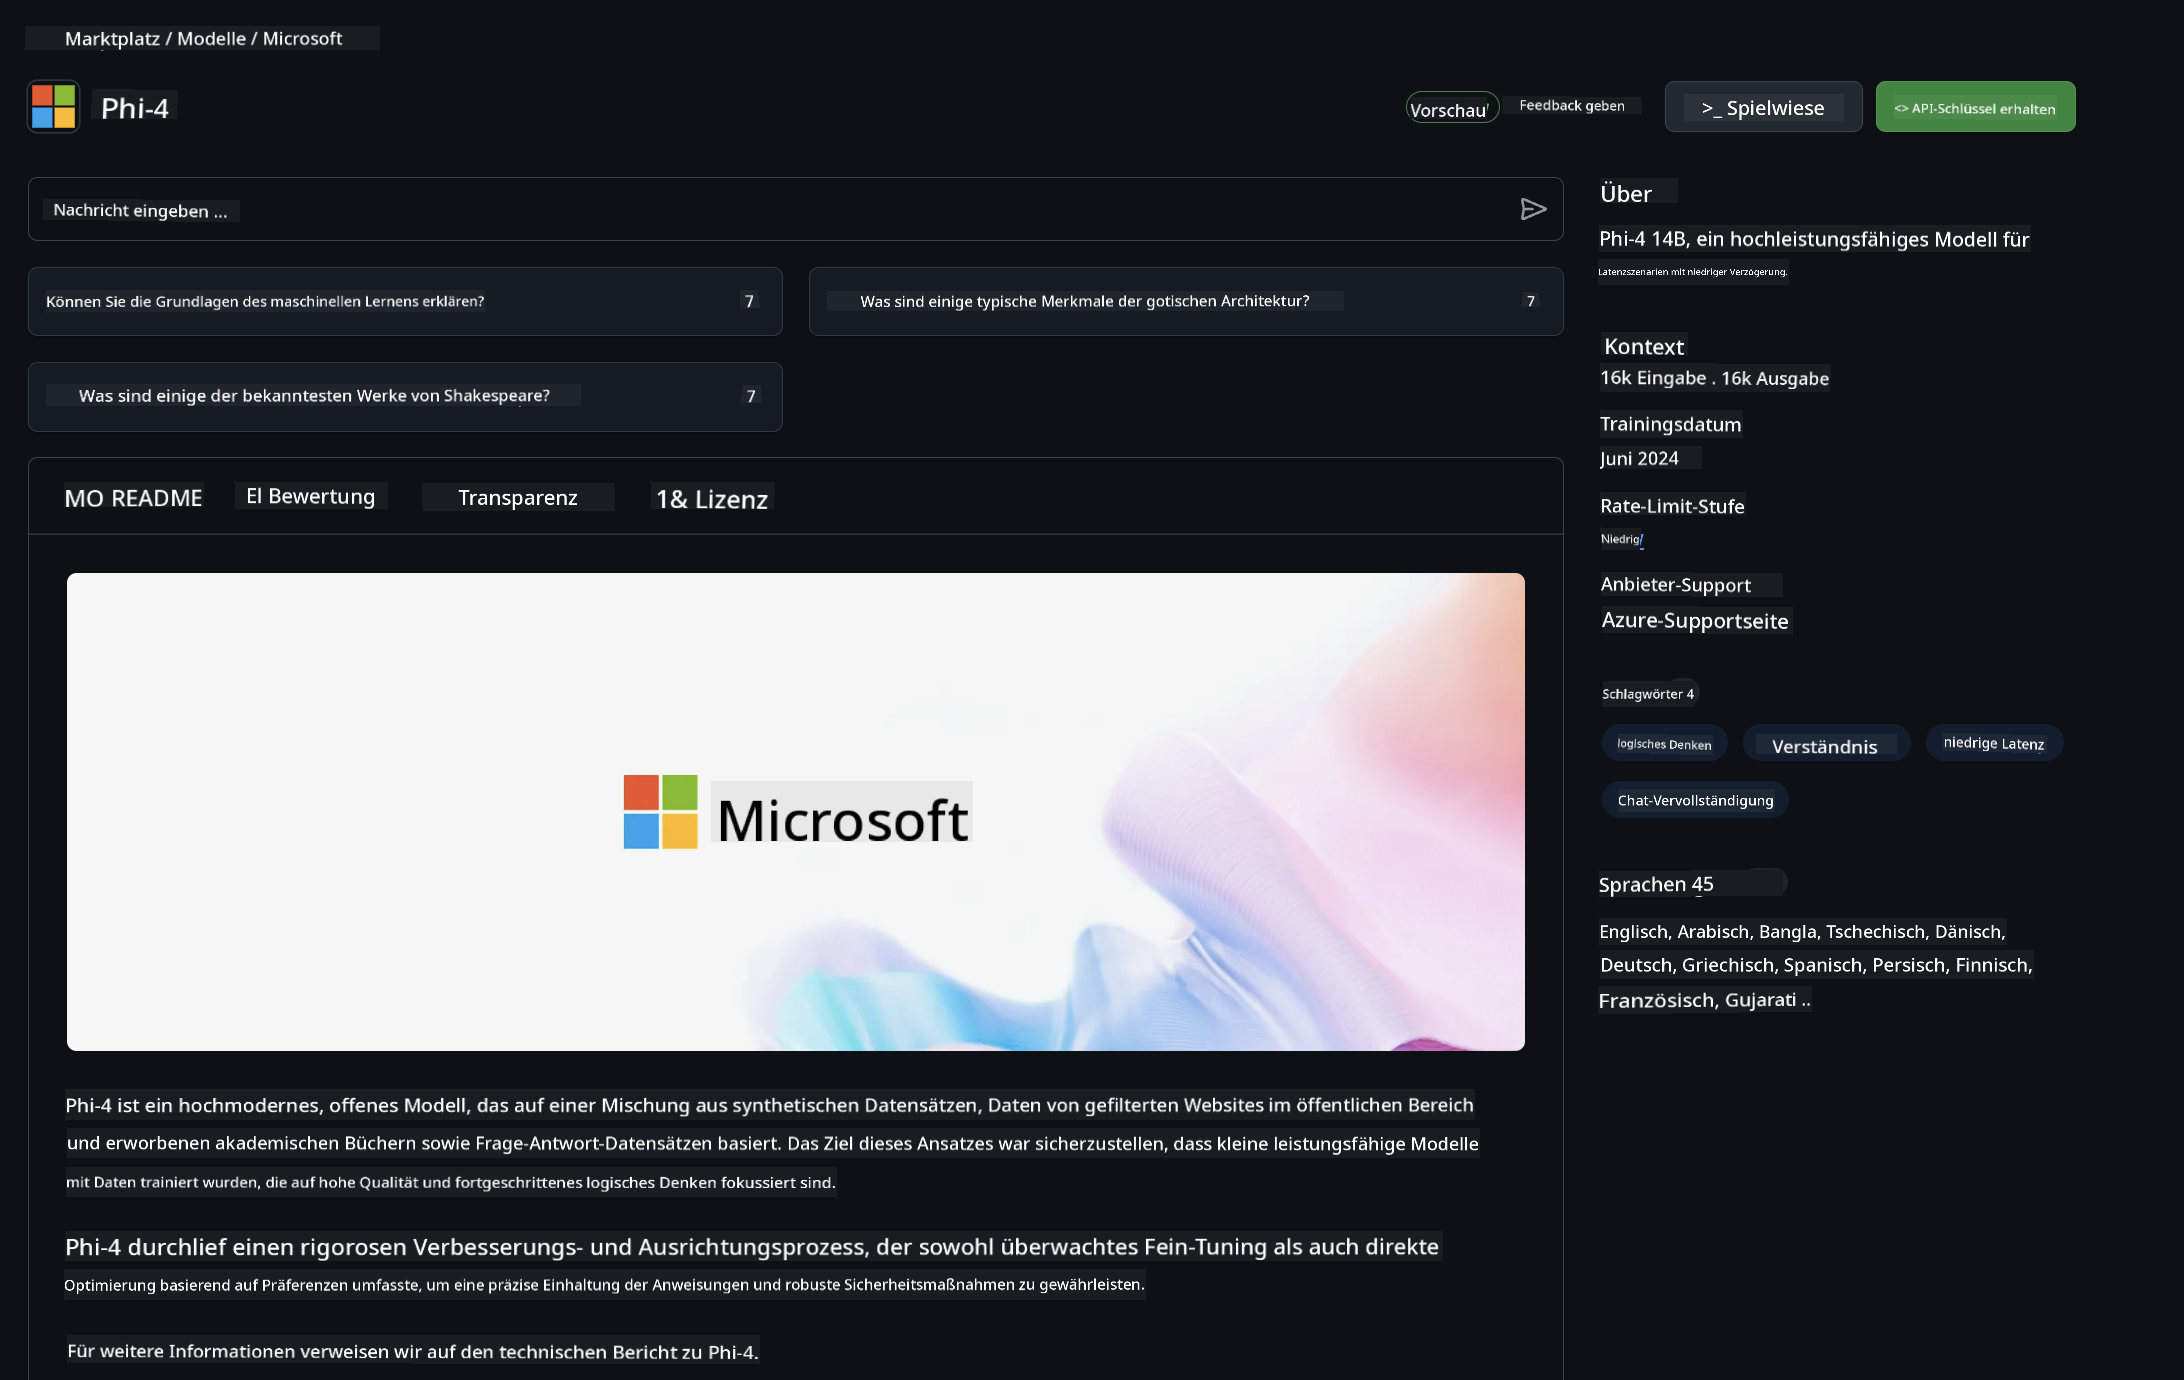 Marktplatz / Modelle / Microsoft
Phi-4
Vorschau
Feedback geben
>_ Spielwiese
<> API-Schlüssel erhalten
Nachricht eingeben ...
Können Sie die Grundlagen des maschinellen Lernens erklären?
7
Was sind einige typische Merkmale der gotischen Architektur?
7
Was sind einige der bekanntesten Werke von Shakespeare?
7
MO README
El Bewertung
Transparenz
1& Lizenz
Microsoft
Phi-4 ist ein hochmodernes, offenes Modell, das auf einer Mischung aus synthetischen Datensätzen, Daten von gefilterten Websites im öffentlichen Bereich
und erworbenen akademischen Büchern sowie Frage-Antwort-Datensätzen basiert. Das Ziel dieses Ansatzes war sicherzustellen, dass kleine leistungsfähige Modelle
mit Daten trainiert wurden, die auf hohe Qualität und fortgeschrittenes logisches Denken fokussiert sind.
Phi-4 durchlief einen rigorosen Verbesserungs- und Ausrichtungsprozess, der sowohl überwachtes Fein-Tuning als auch direkte
Optimierung basierend auf Präferenzen umfasste, um eine präzise Einhaltung der Anweisungen und robuste Sicherheitsmaßnahmen zu gewährleisten.
Für weitere Informationen verweisen wir auf den technischen Bericht zu Phi-4.
Über
Phi-4 14B, ein hochleistungsfähiges Modell für
Latenzszenarien mit niedriger Verzögerung.
Kontext
16k Eingabe . 16k Ausgabe
Trainingsdatum
Juni 2024
Rate-Limit-Stufe
Niedrig
Anbieter-Support
Azure-Supportseite
Schlagwörter 4
logisches Denken
Verständnis
niedrige Latenz
Chat-Vervollständigung
Sprachen 45
Englisch, Arabisch, Bangla, Tschechisch, Dänisch,
Deutsch, Griechisch, Spanisch, Persisch, Finnisch,
Französisch, Gujarati ..